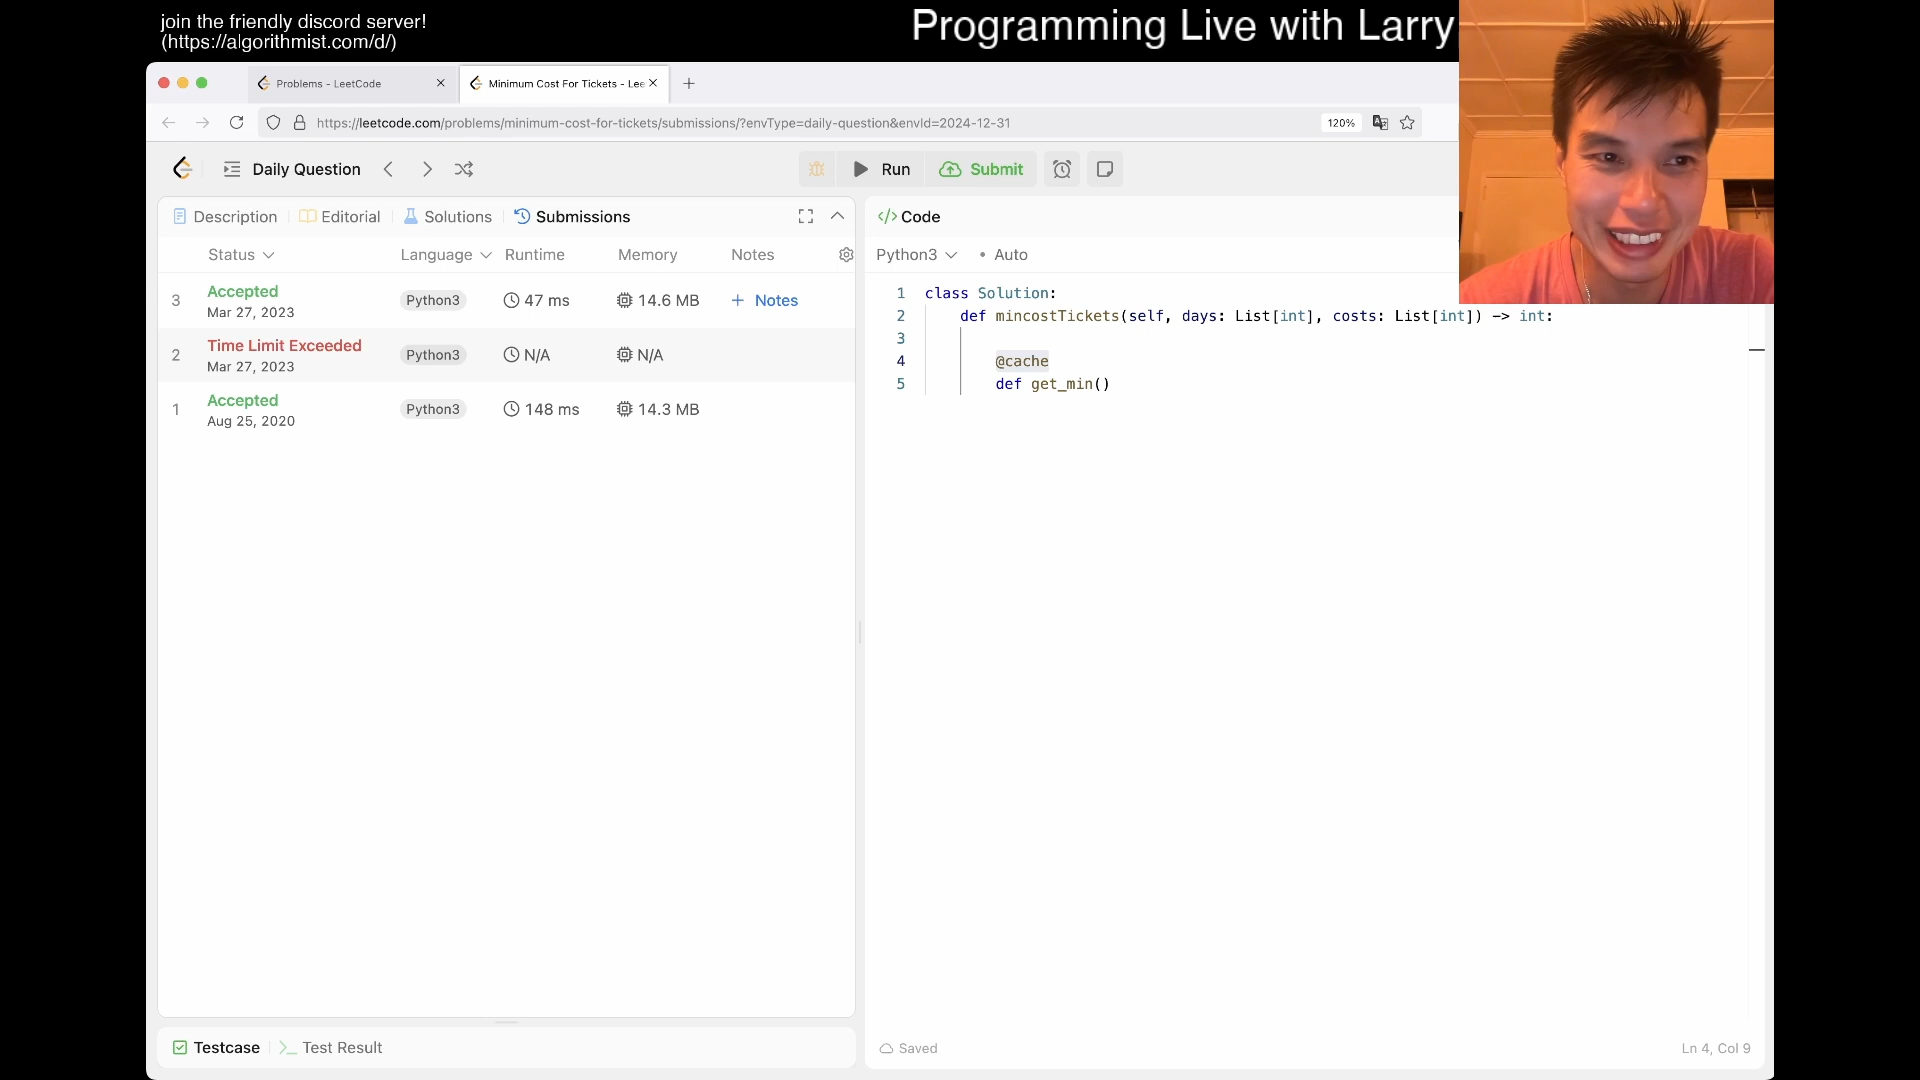 join the friendly discord server!
(https://algorithmist.com/d/)
Programming Live with Larry
Problems - LeetCode
Minimum Cost For Tickets - Lee
https://leetcode.com/problems/minimum-cost-for-tickets/submissions/?envType=daily-question&envId=2024-12-31
120%
Daily Question
Run
Submit
Description
Editorial
Solutions
Submissions
Status
Language
Runtime
Memory
Notes
3
Accepted
Mar 27, 2023
Python3
47 ms
14.6 MB
+ Notes
2
Time Limit Exceeded
Mar 27, 2023
Python3
N/A
N/A
1
Accepted
Aug 25, 2020
Python3
148 ms
14.3 MB
Testcase
Test Result
</> Code
Python3
• Auto
1 class Solution:
2 def mincostTickets(self, days: List[int], costs: List[int]) -> int:
3
4 @cache
5 def get_min()
Saved
Ln 4, Col 9